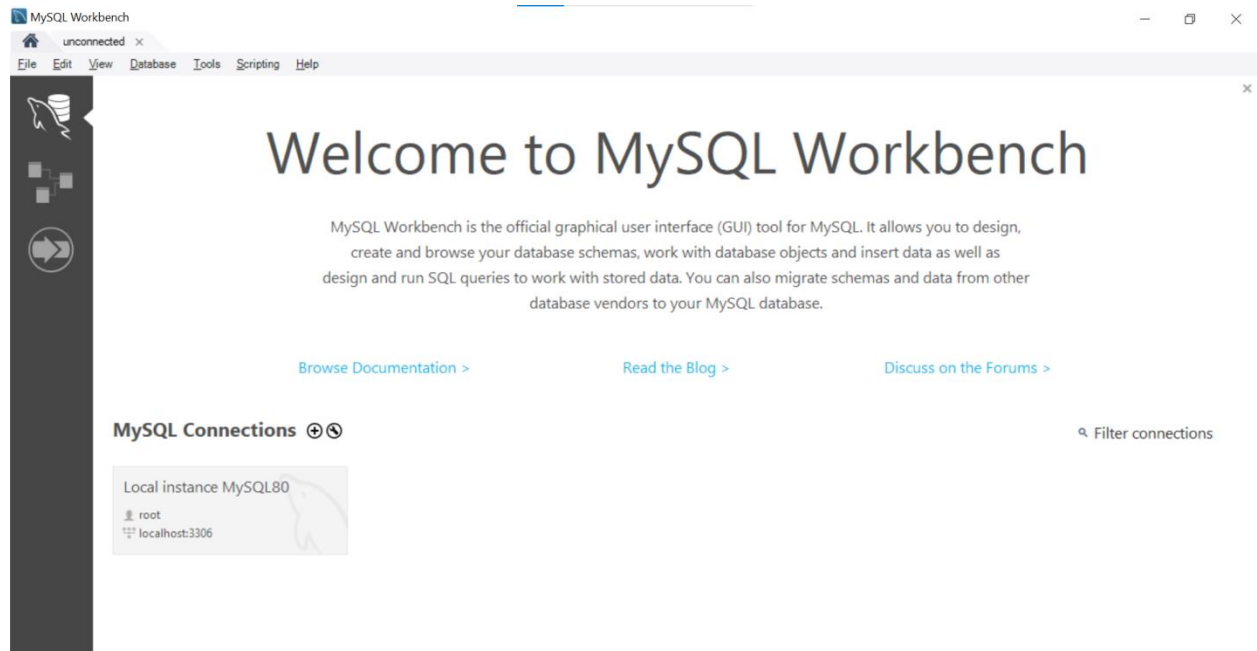 MySQL Workbench
unconnected ×
File Edit View Database Tools Scripting Help
Welcome to MySQL Workbench
MySQL Workbench is the official graphical user interface (GUI) tool for MySQL. It allows you to design,
create and browse your database schemas, work with database objects and insert data as well as
design and run SQL queries to work with stored data. You can also migrate schemas and data from other
database vendors to your MySQL database.
Browse Documentation > Read the Blog > Discuss on the Forums >
MySQL Connections
Filter connections
Local instance MySQL80
root
localhost:3306